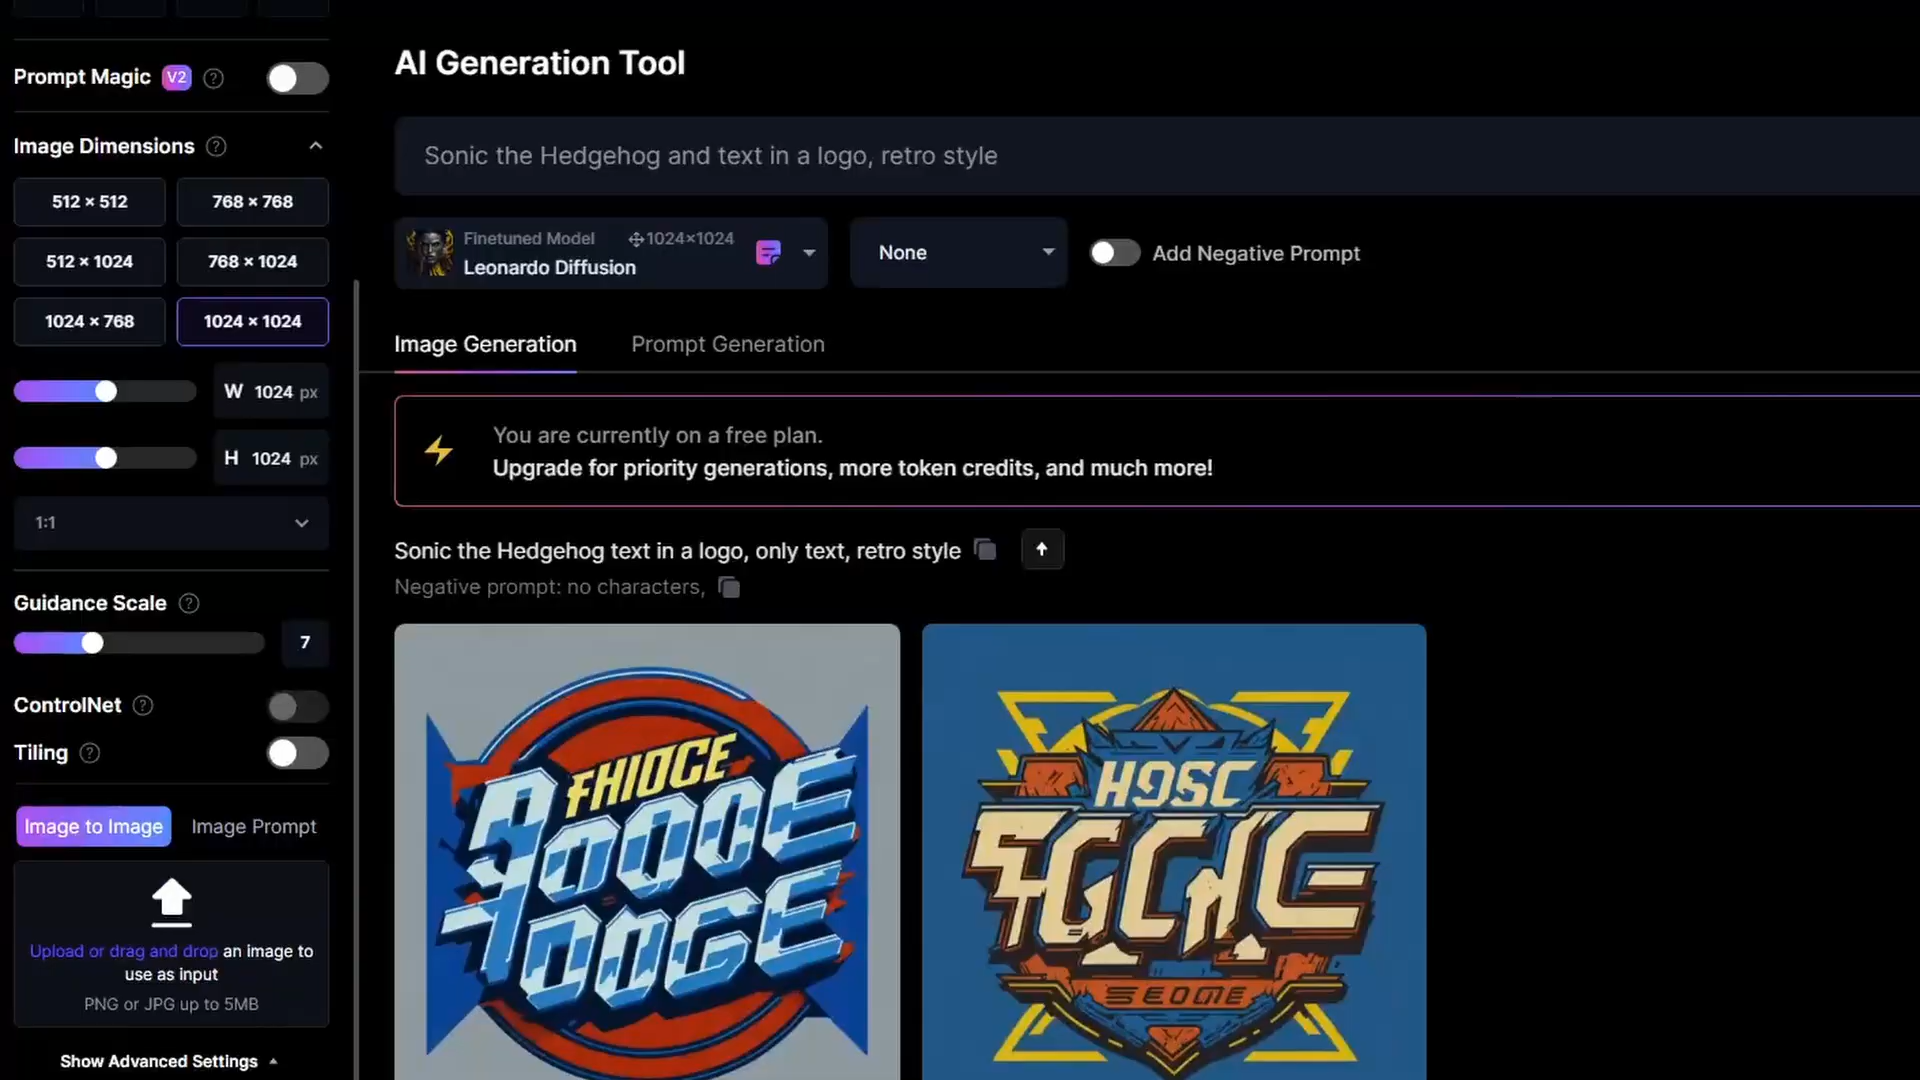 Prompt Magic V2
Image Dimensions
512 × 512
768 × 768
512 × 1024
768 × 1024
1024 × 768
1024 × 1024
W 1024 px
H 1024 px
1:1
Guidance Scale
7
ControlNet
Tiling
Image to Image
Image Prompt
Upload or drag and drop an image to
use as input
PNG or JPG up to 5MB
Show Advanced Settings
AI Generation Tool
Sonic the Hedgehog and text in a logo, retro style
Finetuned Model
1024×1024
Leonardo Diffusion
None
Add Negative Prompt
Image Generation
Prompt Generation
You are currently on a free plan.
Upgrade for priority generations, more token credits, and much more!
Sonic the Hedgehog text in a logo, only text, retro style
Negative prompt: no characters,
FHIDCE
HOSC
SEOME